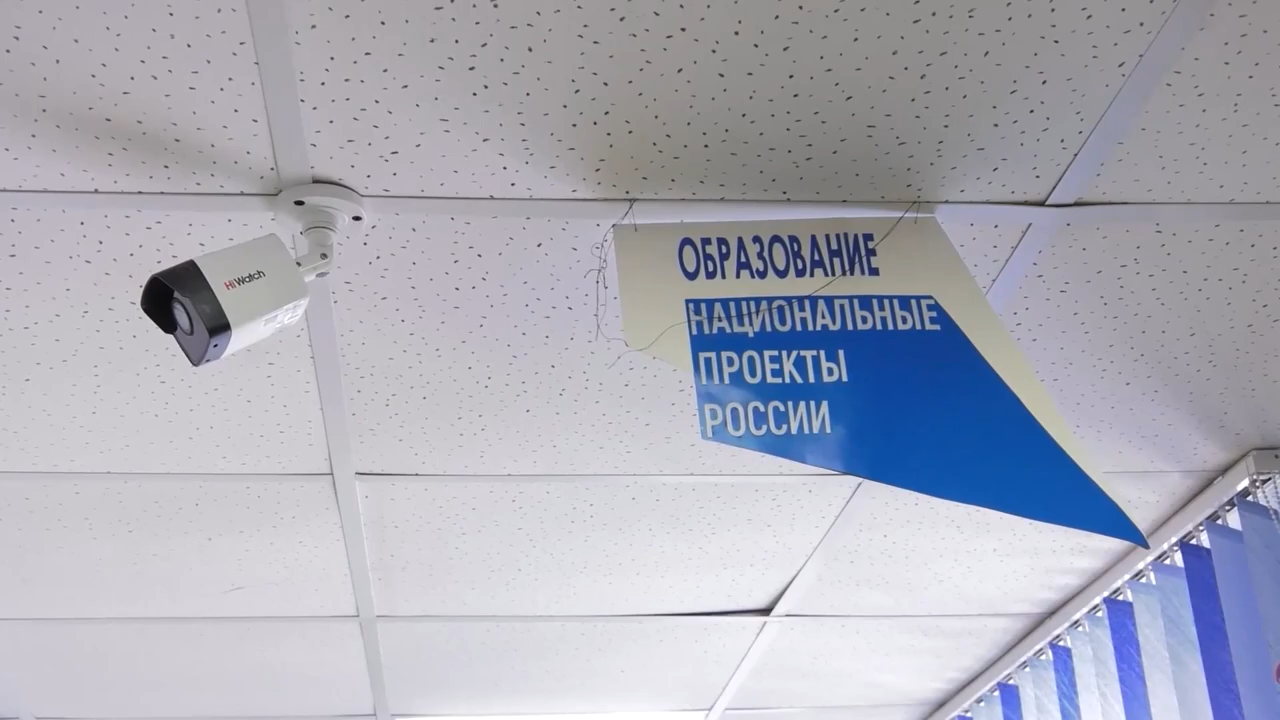 HiWatch
ОБРАЗОВАНИЕ
НАЦИОНАЛЬНЫЕ
ПРОЕКТЫ
РОССИИ